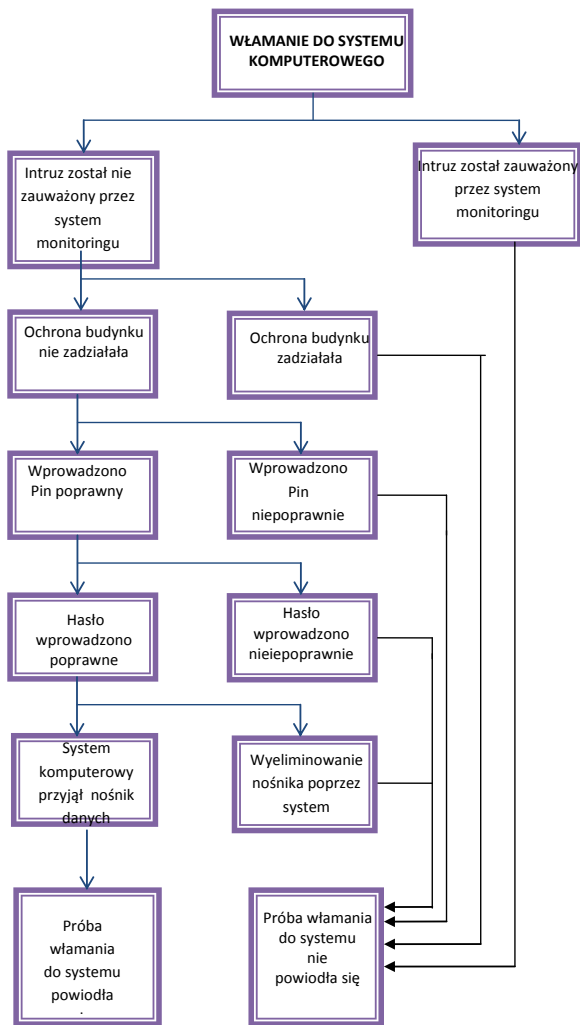 WŁAMANIE DO SYSTEMU
KOMPUTEROWEGO
Intruz został nie
zauważony przez
system
monitoringu
Intruz został zauważony
przez system
monitoringu
Ochrona budynku
nie zadziałała
Ochrona budynku
zadziałała
Wprowadzono
Pin poprawny
Wprowadzono
Pin
niepoprawnie
Hasło
wprowadzono
poprawne
Hasło
wprowadzono
nieiepoprawnie
System
komputerowy
przyjął nośnik
danych
Wyeliminowanie
nośnika poprzez
system
Próba
włamania
do systemu
powiodła
Próba włamania
do systemu
nie
powiodła się